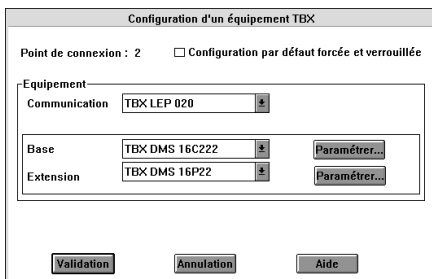 Configuration d'un équipement TBX
Point de connexion : 2 Configuration par défaut forcée et verrouillée
Equipement
Communication TBX LEP 020
Base TBX DMS 16C222 Paramétrer...
Extension TBX DMS 16P22 Paramétrer...
Validation Annulation Aide